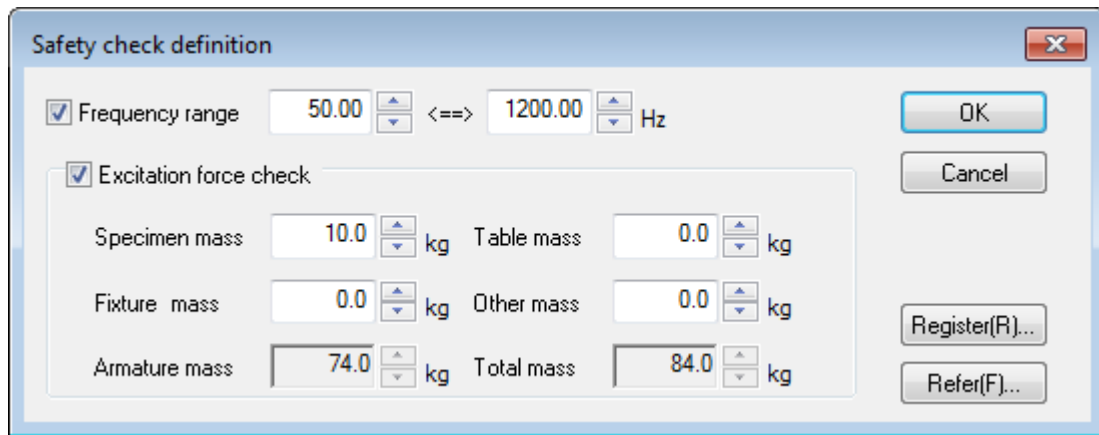 Safety check definition
Frequency range 50.00 <==> 1200.00 Hz
OK
Excitation force check
Cancel
Specimen mass 10.0 kg Table mass 0.0 kg
Fixture mass 0.0 kg Other mass 0.0 kg
Register(R)...
Armature mass 74.0 kg Total mass 84.0 kg
Refer(F)...